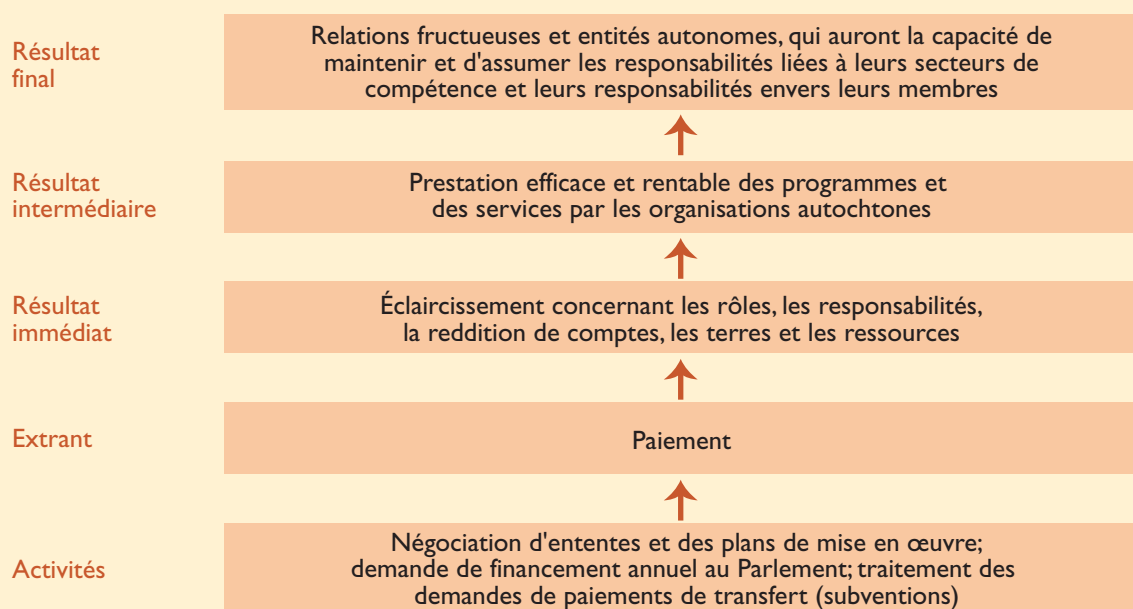 Résultat
final
Relations fructueuses et entités autonomes, qui auront la capacité de
maintenir et d'assumer les responsabilités liées à leurs secteurs de
compétence et leurs responsabilités envers leurs membres
Résultat
intermédiaire
Prestation efficace et rentable des programmes et
des services par les organisations autochtones
Résultat
immédiat
Éclaircissement concernant les rôles, les responsabilités,
la reddition de comptes, les terres et les ressources
Extrant
Paiement
Activités
Négociation d'ententes et des plans de mise en œuvre;
demande de financement annuel au Parlement; traitement des
demandes de paiements de transfert (subventions)